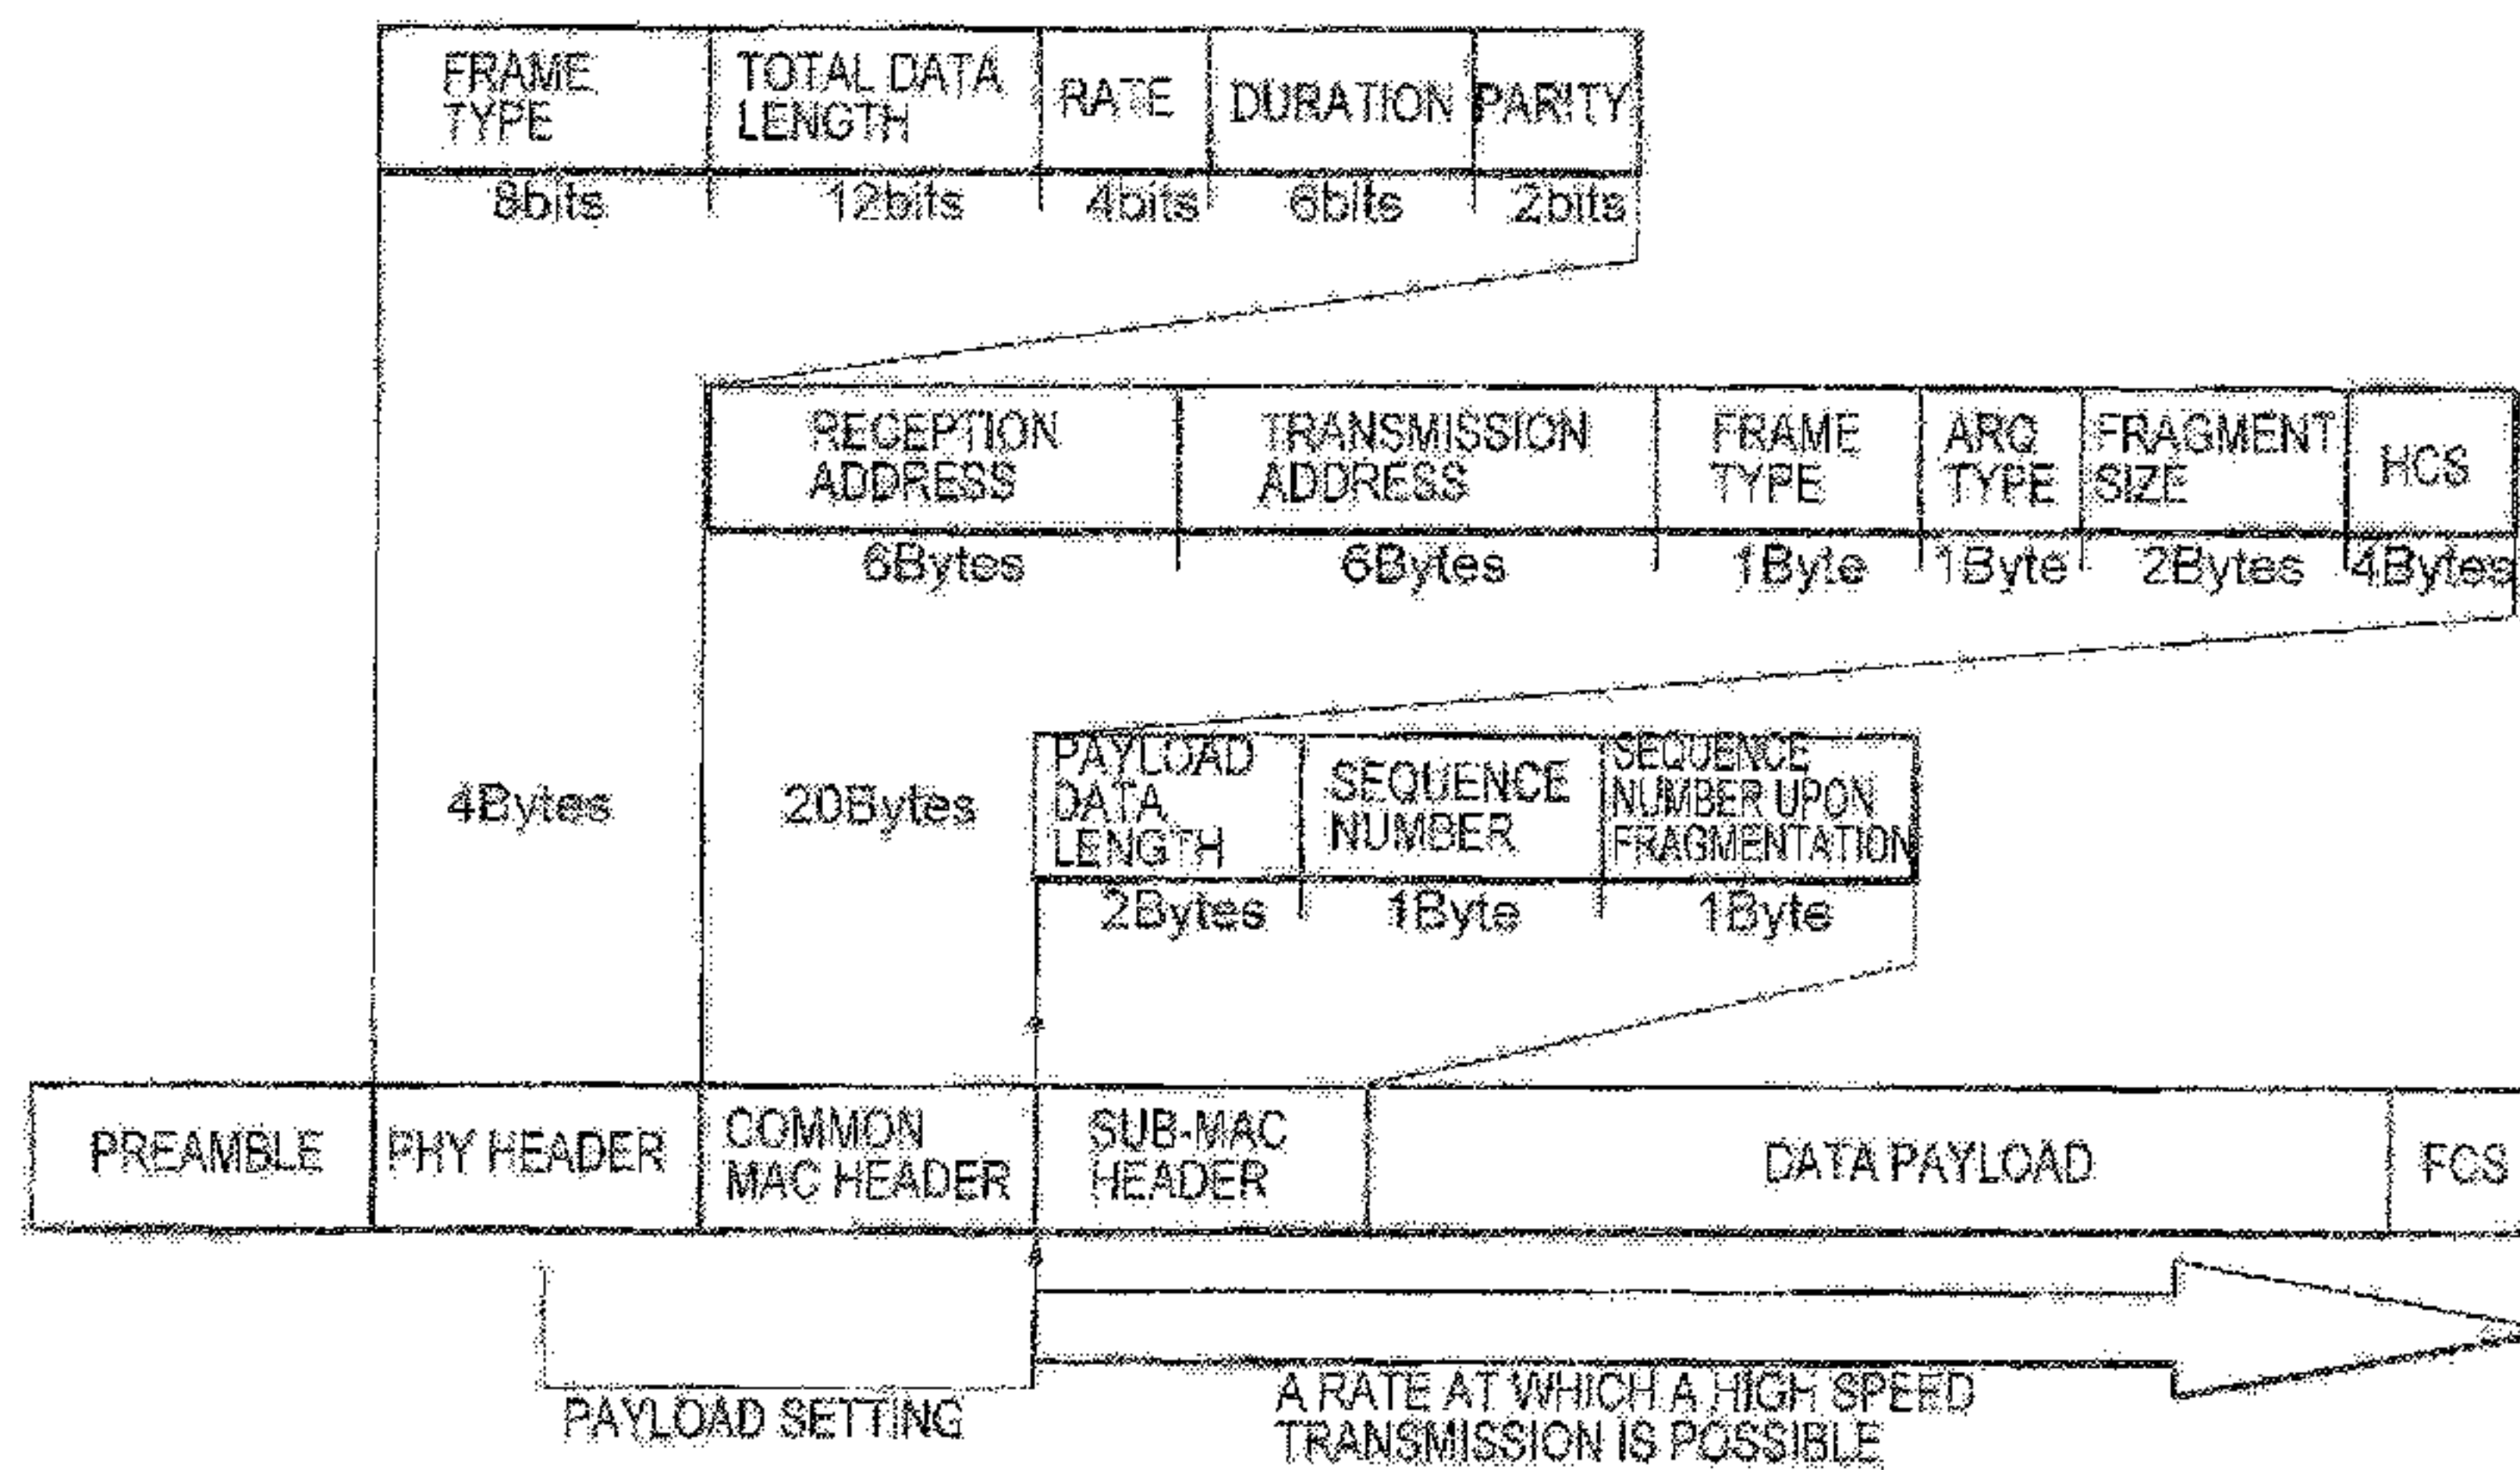 FRAME
TYPE
TOTAL DATA
LENGTH
RATE
DURATION
PARITY
8bits
12bits
4bits
6bits
2bits
RECEPTION
ADDRESS
TRANSMISSION
ADDRESS
FRAME
TYPE
ARQ
TYPE
FRAGMENT
SIZE
HCS
6Bytes
6Bytes
1Byte
1Byte
2Bytes
4Bytes
4Bytes
20Bytes
PAYLOAD
DATA
LENGTH
SEQUENCE
NUMBER
SEQUENCE
NUMBER UPON
FRAGMENTATION
2Bytes
1Byte
1Byte
PREAMBLE
PHY HEADER
COMMON
MAC HEADER
SUB-MAC
HEADER
DATA PAYLOAD
FCS
PAYLOAD SETTING
A RATE AT WHICH A HIGH SPEED
TRANSMISSION IS POSSIBLE